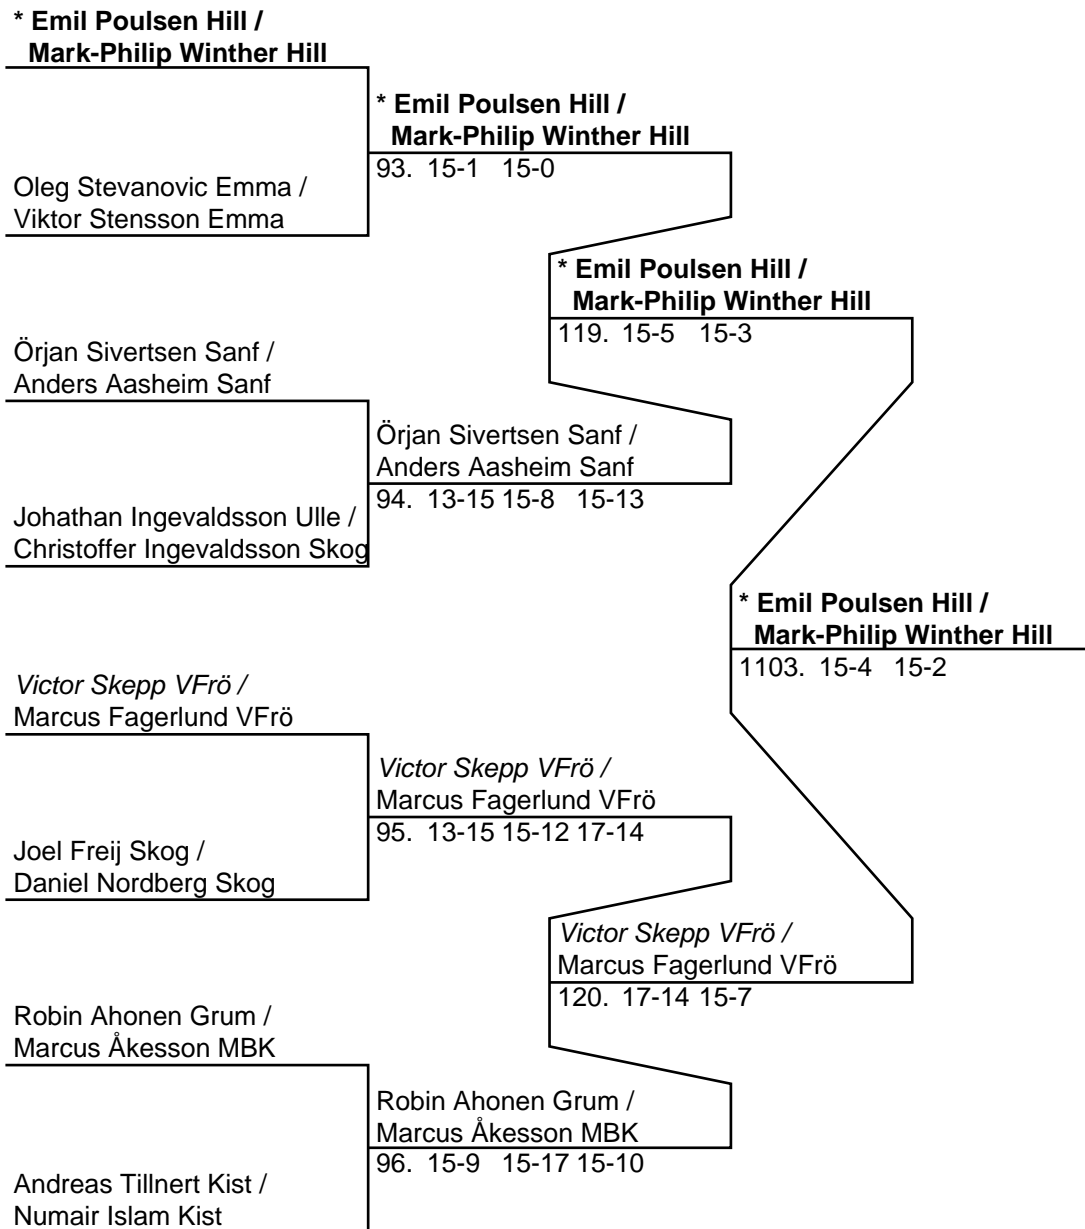 * Emil Poulsen Hill /
Mark-Philip Winther Hill
* Emil Poulsen Hill /
Mark-Philip Winther Hill
93. 15-1 15-0
Oleg Stevanovic Emma /
Viktor Stensson Emma
* Emil Poulsen Hill /
Mark-Philip Winther Hill
119. 15-5 15-3
Örjan Sivertsen Sanf /
Anders Aasheim Sanf
Örjan Sivertsen Sanf /
Anders Aasheim Sanf
94. 13-15 15-8 15-13
Johathan Ingevaldsson Ulle /
Christoffer Ingevaldsson Skog
* Emil Poulsen Hill /
Mark-Philip Winther Hill
1103. 15-4 15-2
Victor Skepp VFrö /
Marcus Fagerlund VFrö
Victor Skepp VFrö /
Marcus Fagerlund VFrö
95. 13-15 15-12 17-14
Joel Freij Skog /
Daniel Nordberg Skog
Victor Skepp VFrö /
Marcus Fagerlund VFrö
120. 17-14 15-7
Robin Ahonen Grum /
Marcus Åkesson MBK
Robin Ahonen Grum /
Marcus Åkesson MBK
96. 15-9 15-17 15-10
Andreas Tillnert Kist /
Numair Islam Kist